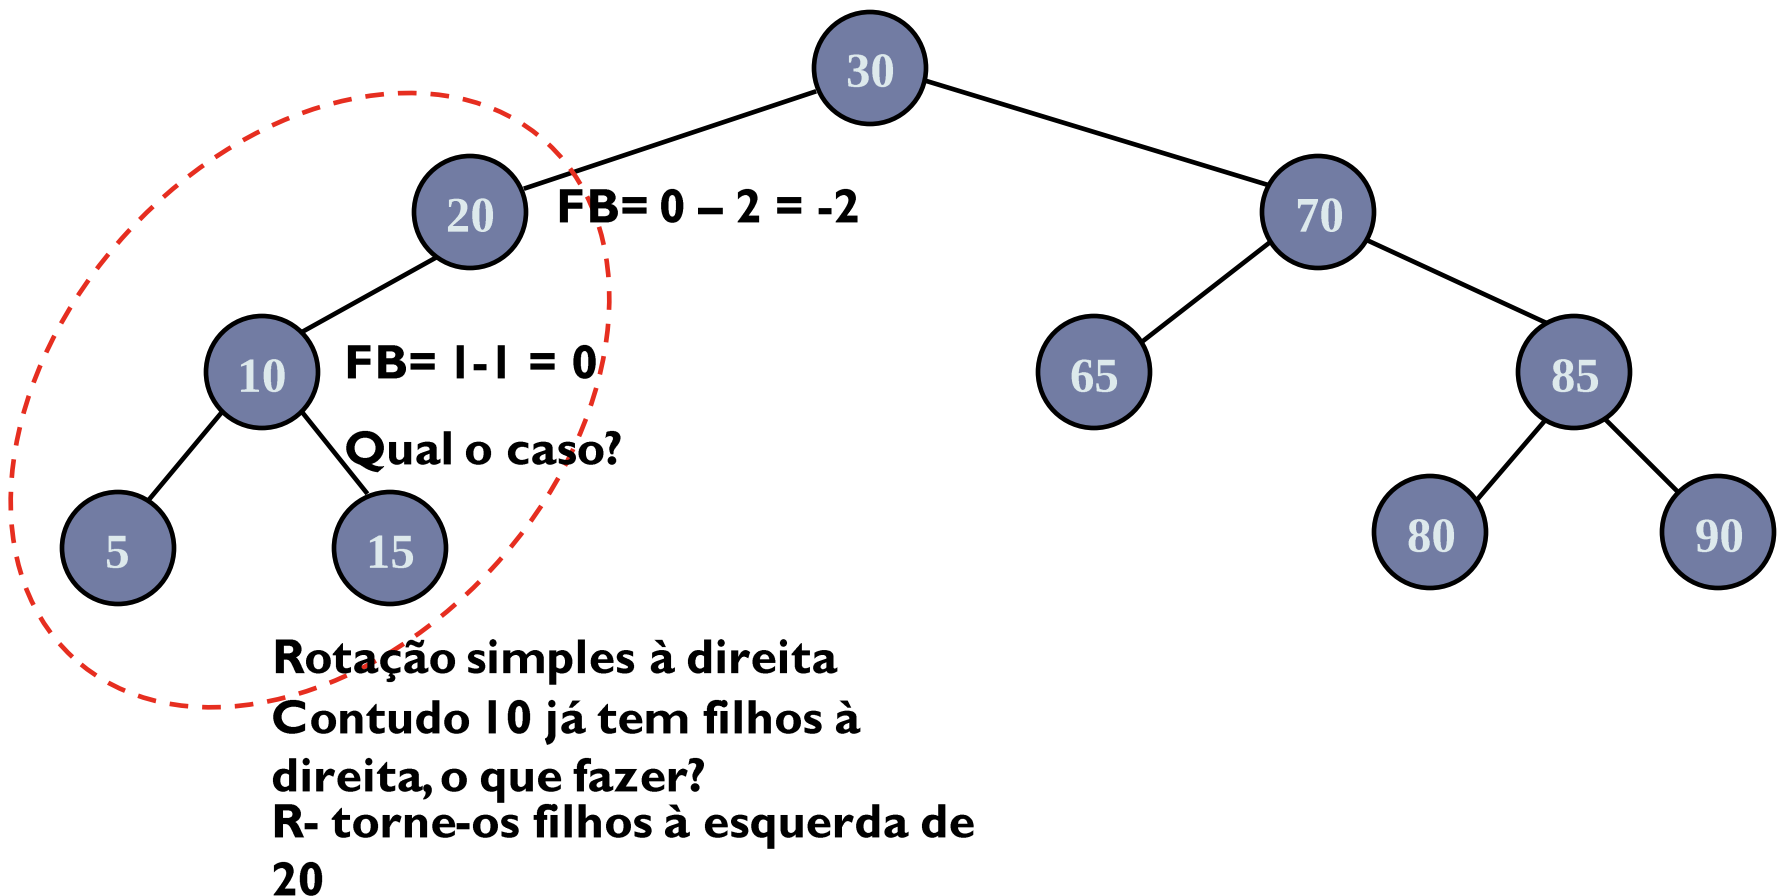 30
20
FB= 0 – 2 = -2
70
10
FB= 1-1 = 0
65
85
Qual o caso?
5
15
80
90
Rotação simples à direita
Contudo 10 já tem filhos à
direita, o que fazer?
R- torne-os filhos à esquerda de
20